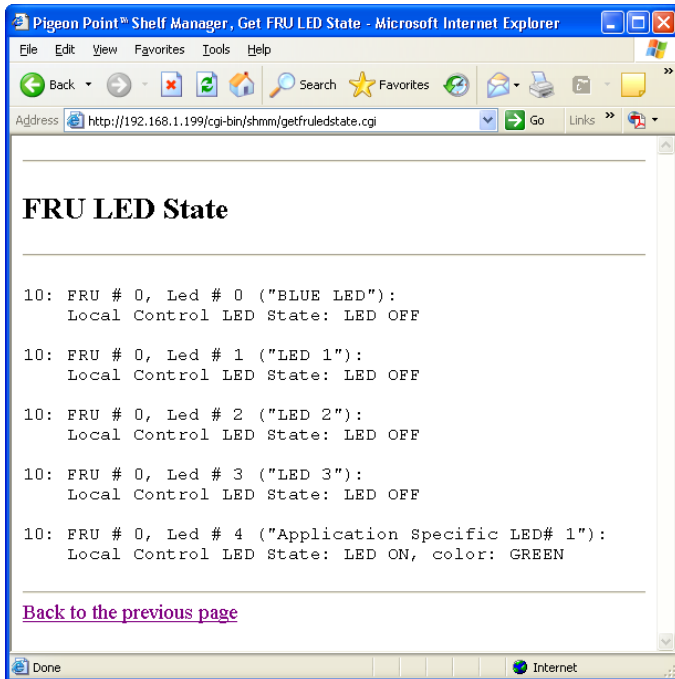 Pigeon Point™ Shelf Manager, Get FRU LED State - Microsoft Internet Explorer
File Edit View Favorites Tools Help
Back Search Favorites »
Address http://192.168.1.199/cgi-bin/shmm/getfruledstate.cgi Go Links »
FRU LED State
10: FRU # 0, Led # 0 ("BLUE LED"):
Local Control LED State: LED OFF
10: FRU # 0, Led # 1 ("LED 1"):
Local Control LED State: LED OFF
10: FRU # 0, Led # 2 ("LED 2"):
Local Control LED State: LED OFF
10: FRU # 0, Led # 3 ("LED 3"):
Local Control LED State: LED OFF
10: FRU # 0, Led # 4 ("Application Specific LED# 1"):
Local Control LED State: LED ON, color: GREEN
Back to the previous page
Done Internet